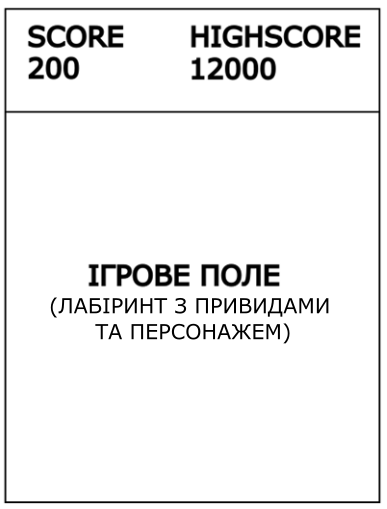 SCORE HIGHSCORE
200 12000
ІГРОВЕ ПОЛЕ
(ЛАБІРИНТ З ПРИВИДАМИ
ТА ПЕРСОНАЖЕМ)